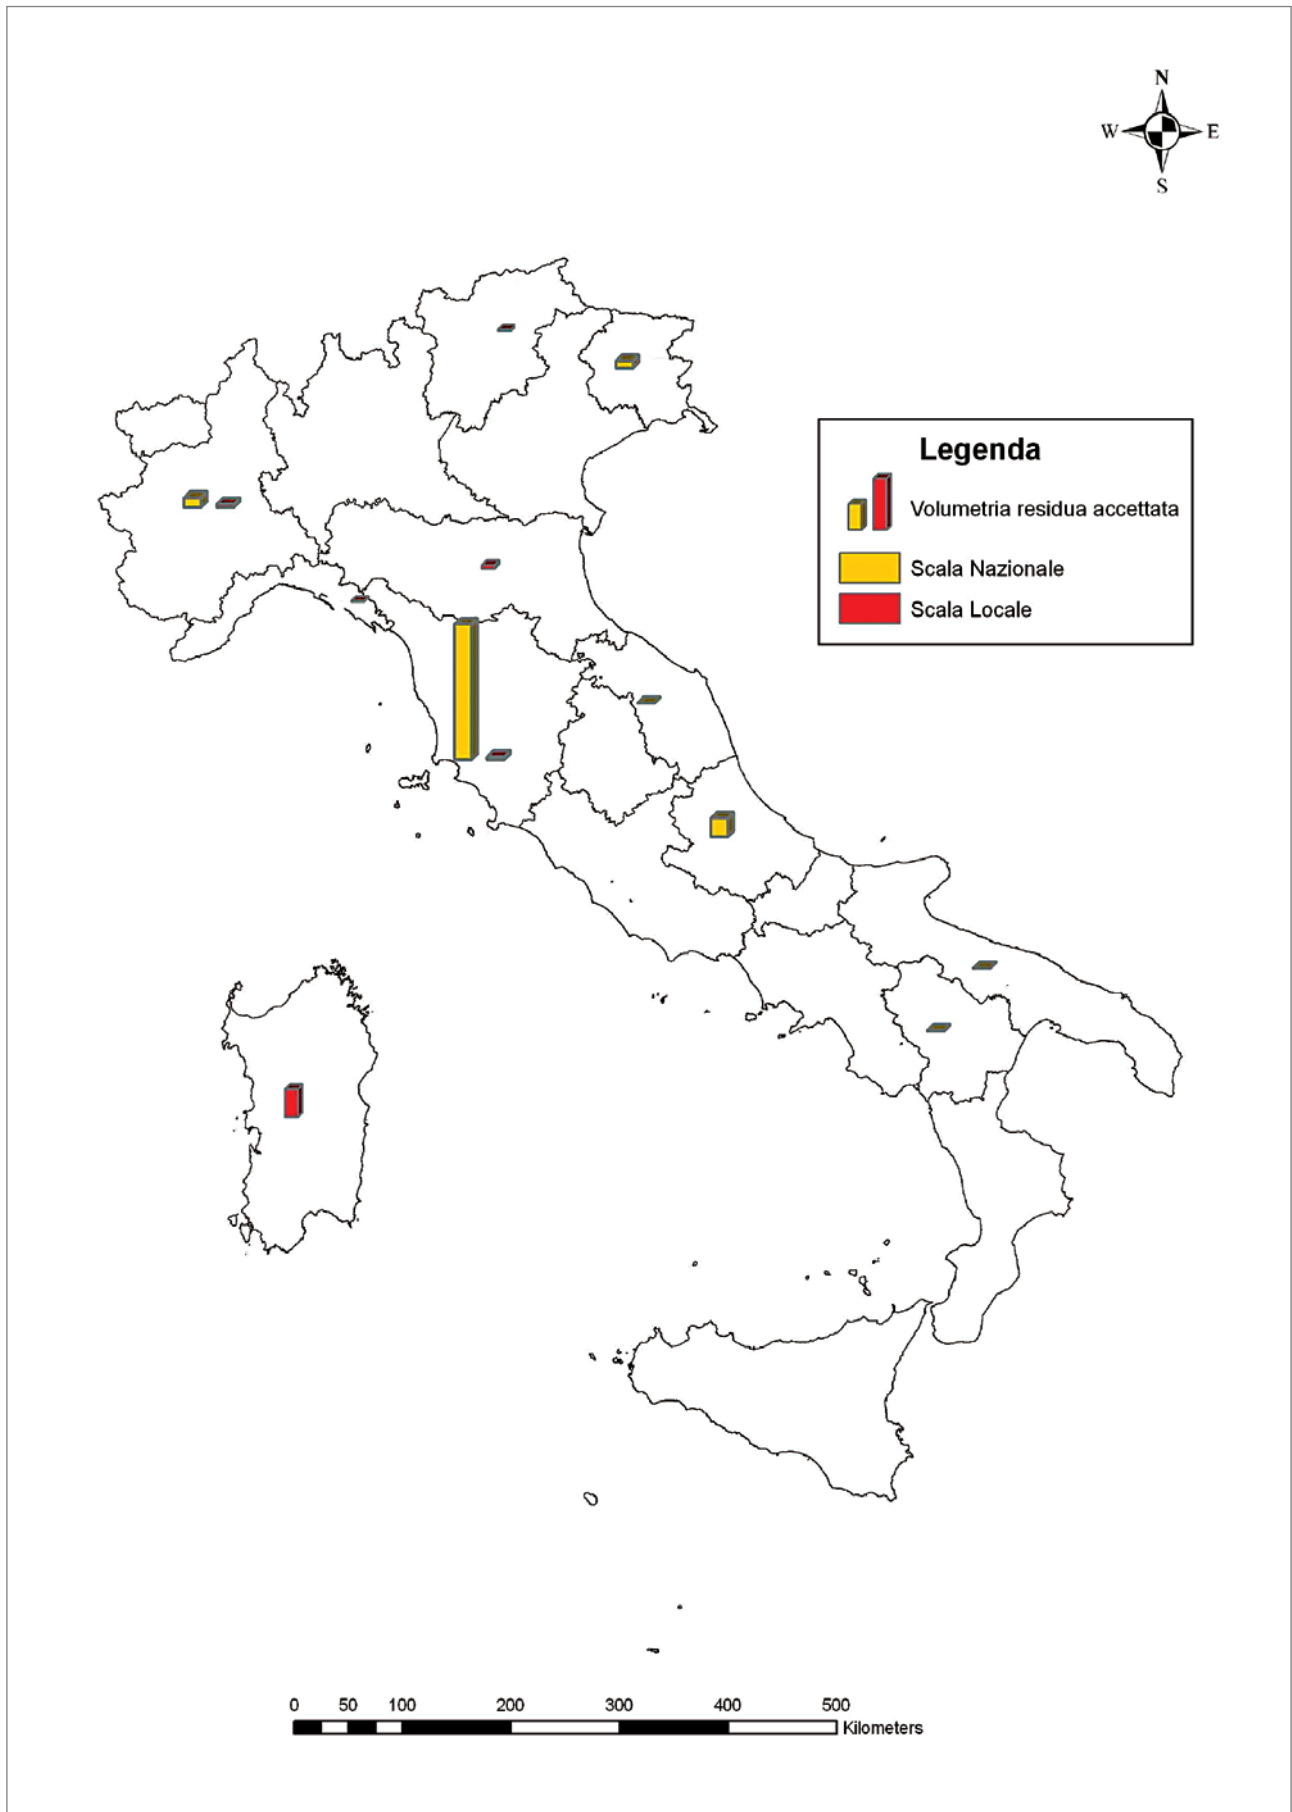 N
W E
S
Legenda
Volumetria residua accettata
Scala Nazionale
Scala Locale
0 50 100 200 300 400 500
Kilometers